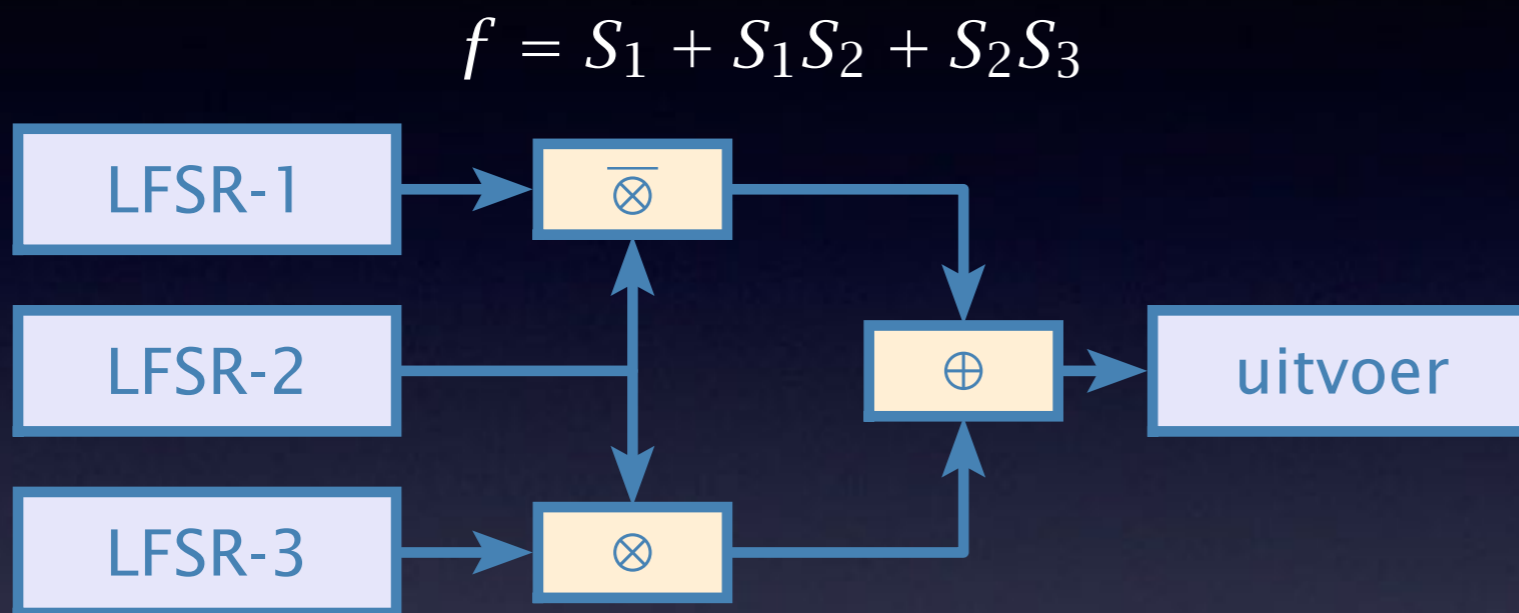 f = S₁ + S₁S₂ + S₂S₃
LFSR-1
⊗̅
LFSR-2
⊕
uitvoer
LFSR-3
⊗